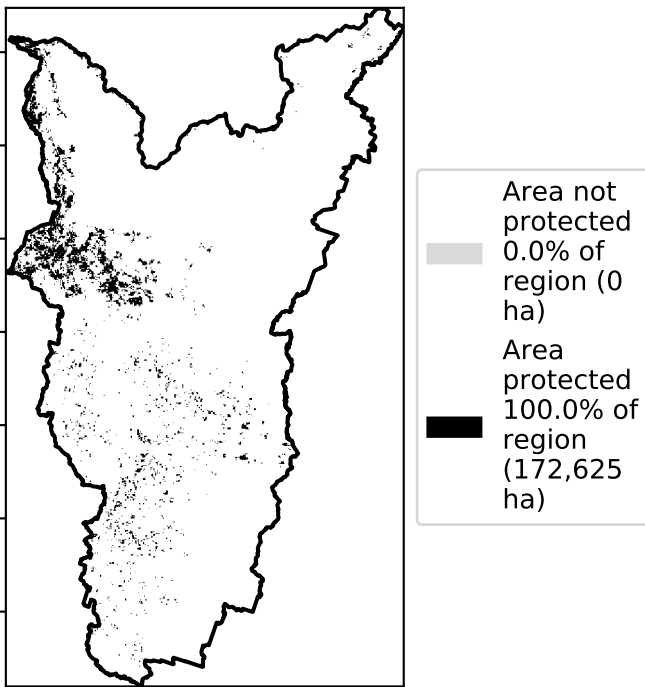 Area not
protected
0.0% of
region (0
ha)
Area
protected
100.0% of
region
(172,625
ha)